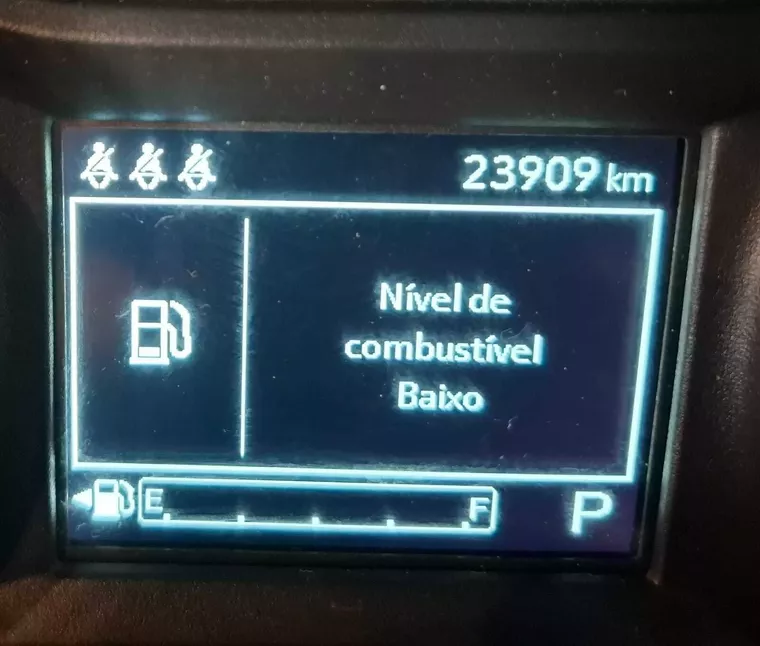 23909 km
Nível de
combustível
Baixo
E F P